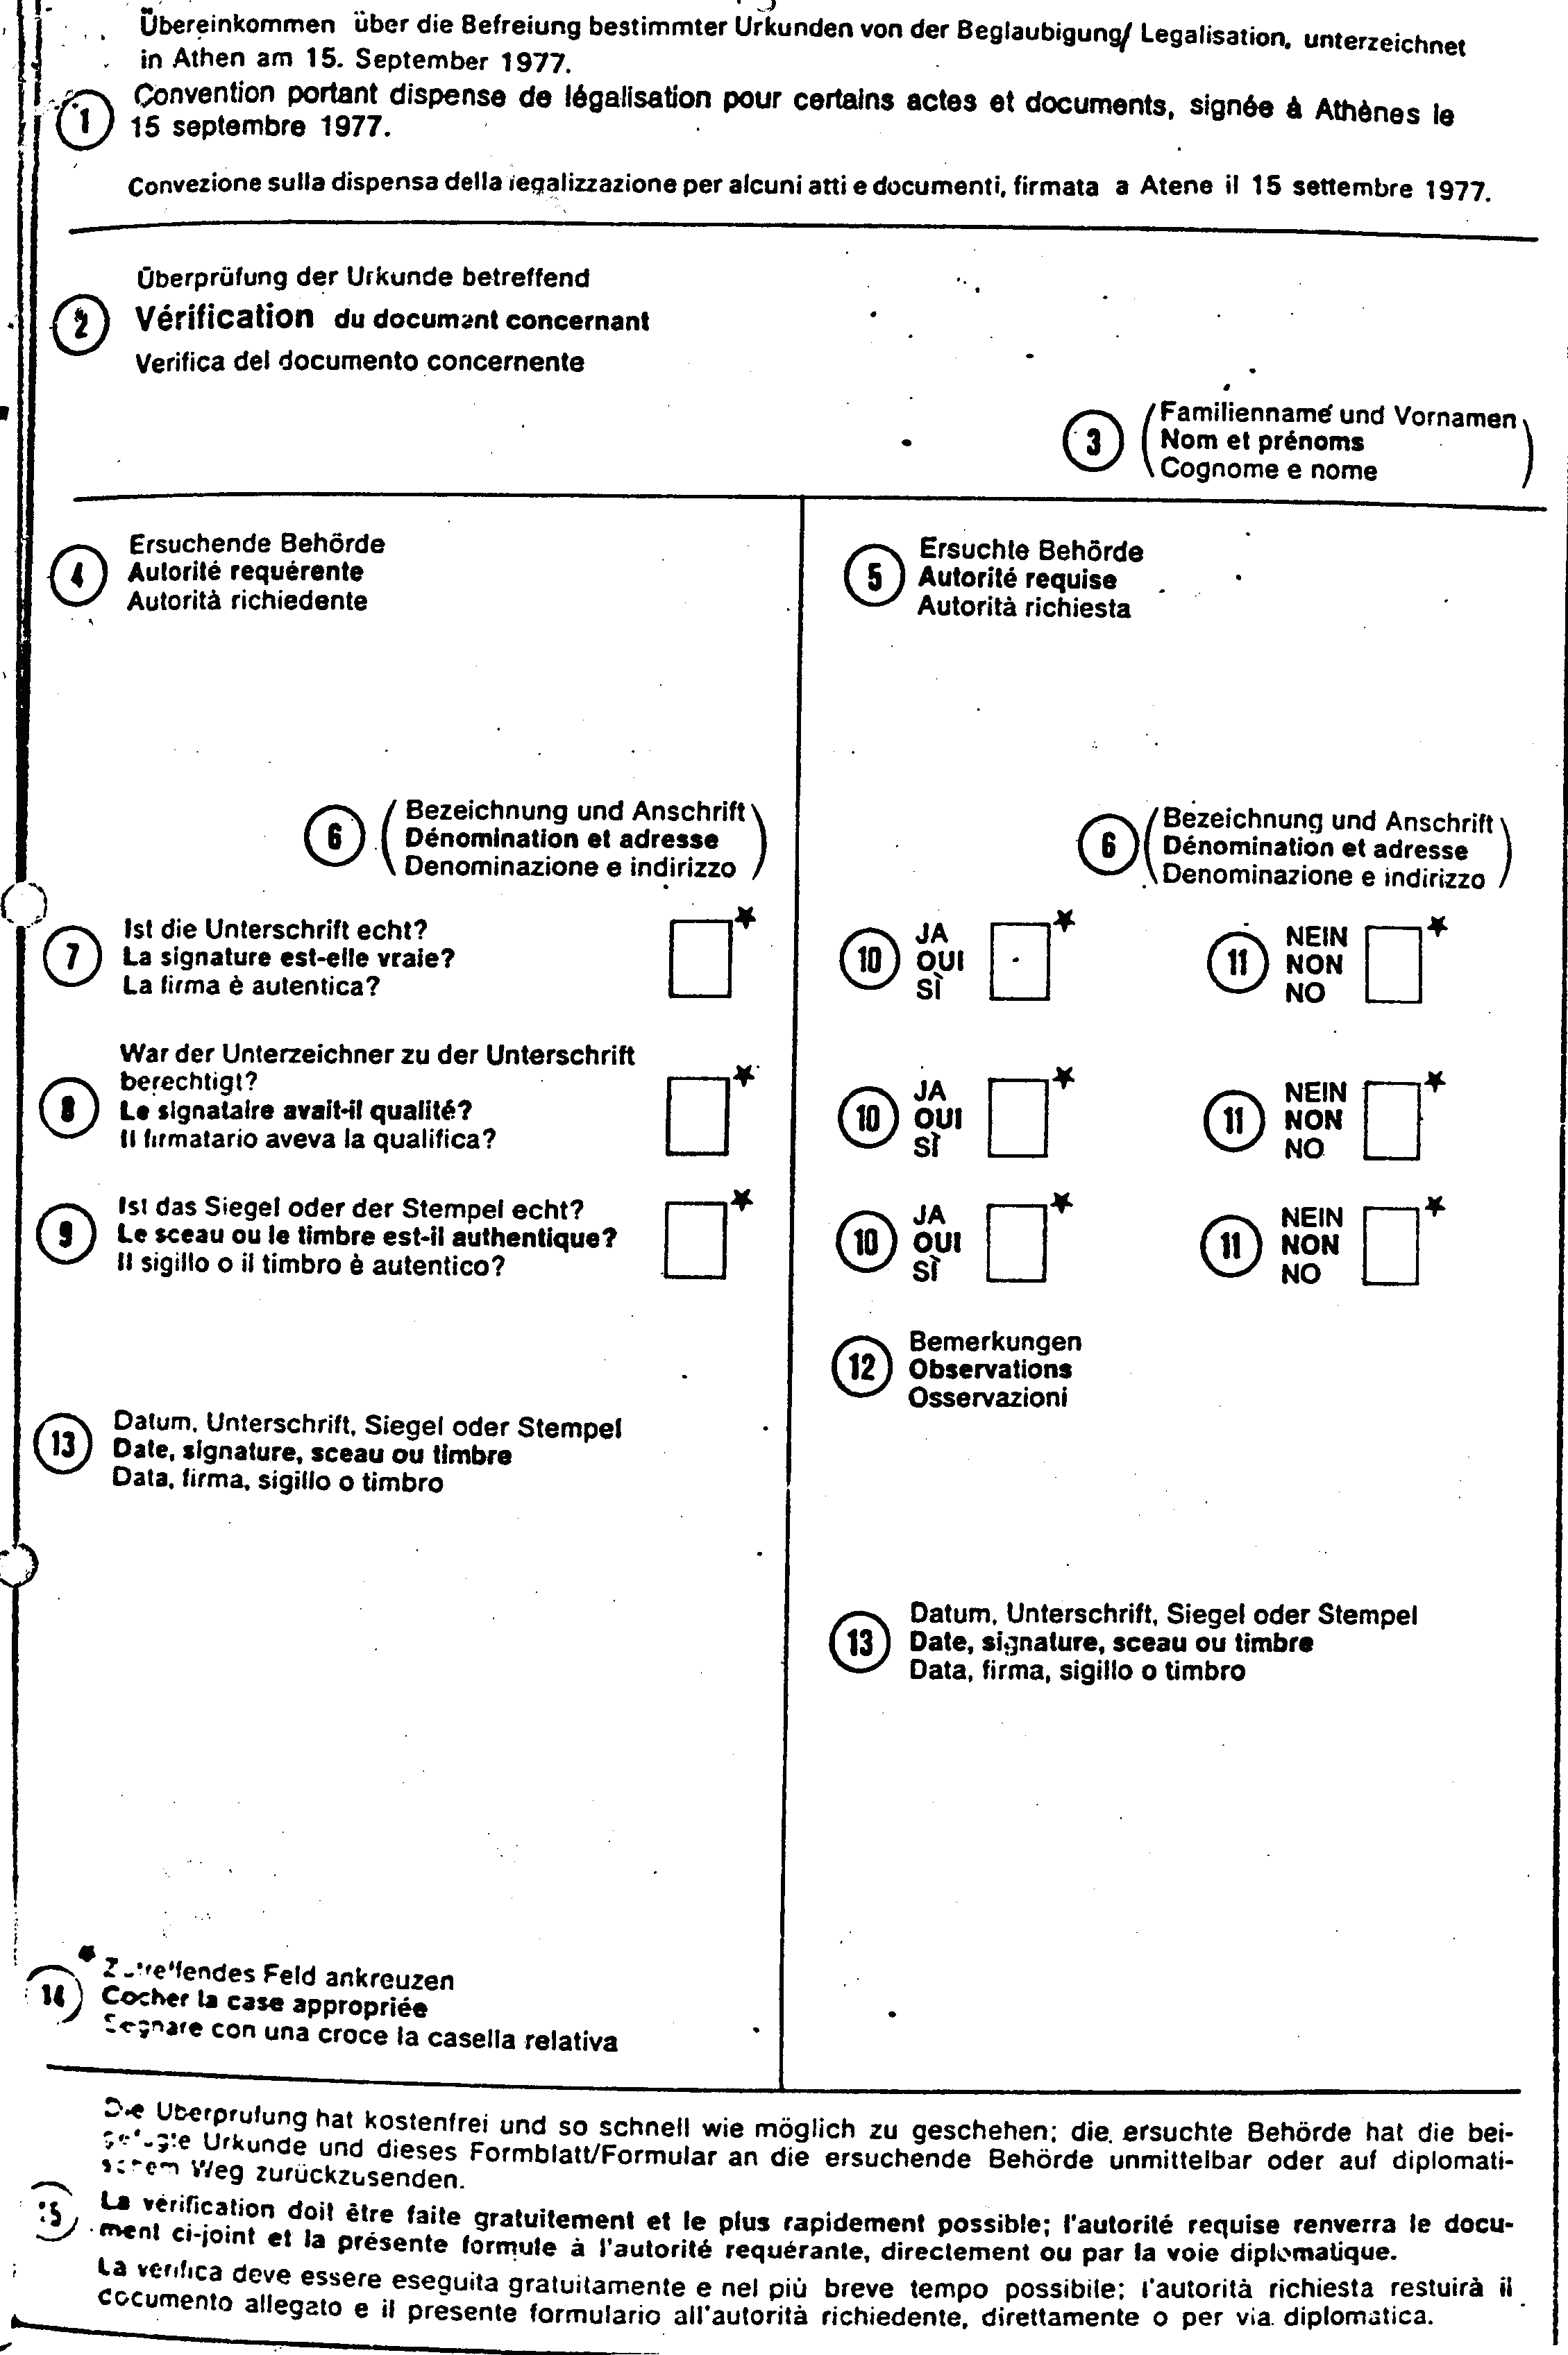 Übereinkommen über die Befreiung bestimmter Urkunden von der Beglaubigung/ Legalisation, unterzeichnet
in Athen am 15. September 1977.
1
Convention portant dispense de légalisation pour certains actes et documents, signée à Athènes le
15 septembre 1977.
Convezione sulla dispensa della legalizzazione per alcuni atti e documenti, firmata a Atene il 15 settembre 1977.
Überprüfung der Urkunde betreffend
2
Vérification du document concernant
Verifica del documento concernente
3
(Familienname und Vornamen
Nom et prénoms
Cognome e nome)
4
Ersuchende Behörde
Autorité requérente
Autorità richiedente
5
Ersuchte Behörde
Autorité requise
Autorità richiesta
6
(Bezeichnung und Anschrift
Dénomination et adresse
Denominazione e indirizzo)
6
(Bezeichnung und Anschrift
Dénomination et adresse
Denominazione e indirizzo)
7
Ist die Unterschrift echt?
La signature est-elle vraie?
La firma è autentica?
*
10
JA
OUI
SÌ
*
11
NEIN
NON
NO
*
8
War der Unterzeichner zu der Unterschrift
berechtigt?
Le signataire avait-il qualité?
Il firmatario aveva la qualifica?
*
10
JA
OUI
SÌ
*
11
NEIN
NON
NO
*
9
Ist das Siegel oder der Stempel echt?
Le sceau ou le timbre est-il authentique?
Il sigillo o il timbro è autentico?
*
10
JA
OUI
SÌ
*
11
NEIN
NON
NO
*
12
Bemerkungen
Observations
Osservazioni
13
Datum, Unterschrift, Siegel oder Stempel
Date, signature, sceau ou timbre
Data, firma, sigillo o timbro
13
Datum, Unterschrift, Siegel oder Stempel
Date, signature, sceau ou timbre
Data, firma, sigillo o timbro
14
* Zutreffendes Feld ankreuzen
Cocher la case appropriée
Segnare con una croce la casella relativa
Die Uberprufung hat kostenfrei und so schnell wie möglich zu geschehen; die ersuchte Behörde hat die bei-
gefügte Urkunde und dieses Formblatt/Formular an die ersuchende Behörde unmittelbar oder auf diplomati-
schem Weg zurückzusenden.
15
La vérification doit être faite gratuitement et le plus rapidement possible; l'autorité requise renverra le docu-
ment ci-joint et la présente formule à l'autorité requérante, directement ou par la voie diplomatique.
La verifica deve essere eseguita gratuitamente e nel più breve tempo possibile; l'autorità richiesta restuirà il
documento allegato e il presente formulario all'autorità richiedente, direttamente o per via diplomatica.